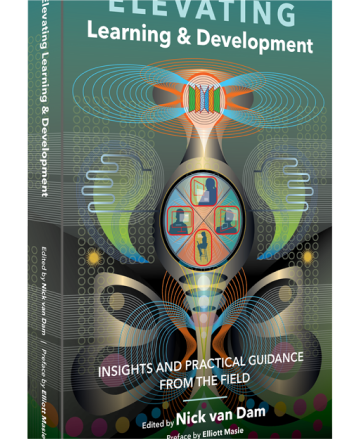 ELEVATING
Learning & Development
INSIGHTS AND PRACTICAL GUIDANCE
FROM THE FIELD
Edited by Nick van Dam
Preface by Elliott Masie
Elevating Learning & Development
Edited by Nick van Dam / Preface by Elliott Masie